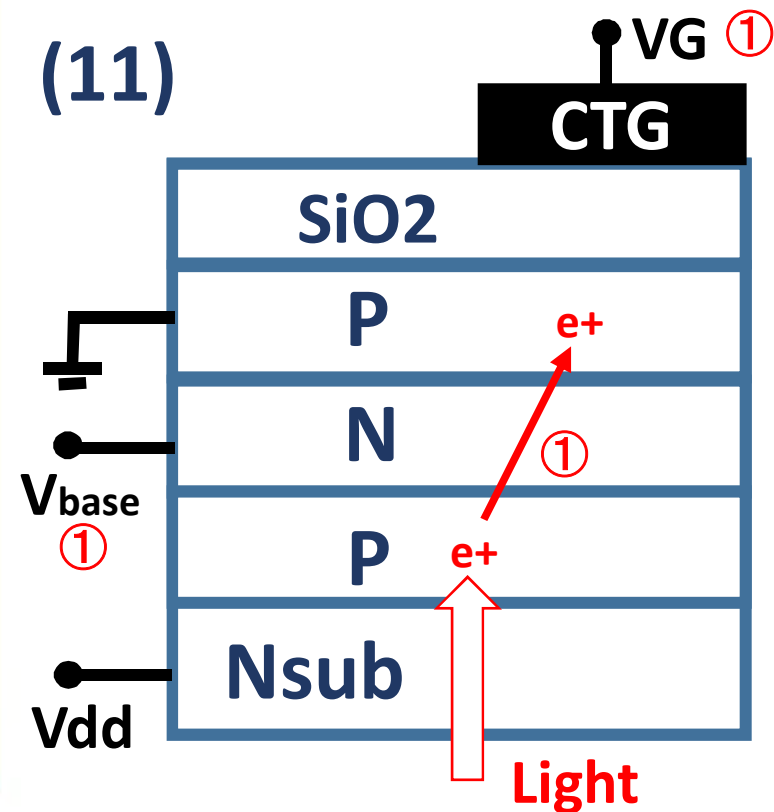 (11)
VG ①
CTG
SiO2
P
e+
N
①
Vbase
①
P
e+
Nsub
Vdd
Light